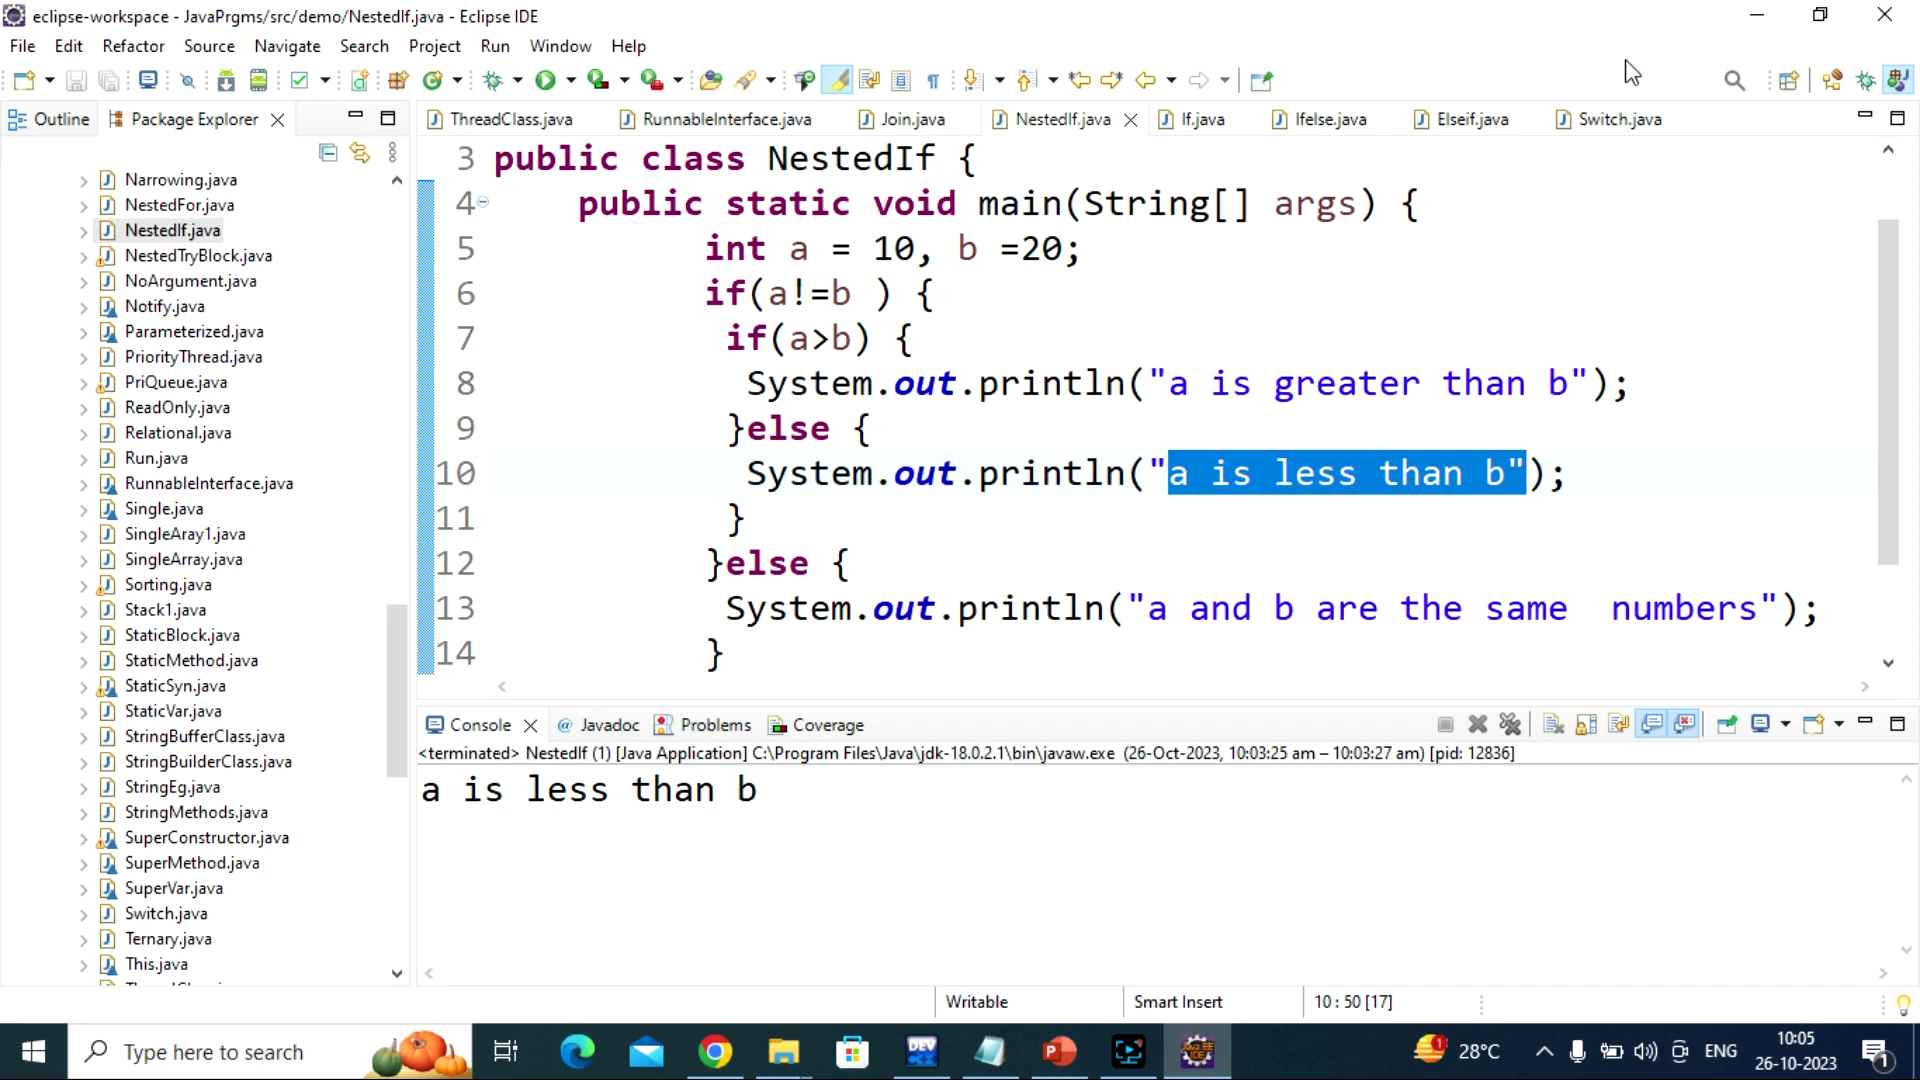 eclipse-workspace - JavaPrgms/src/demo/NestedIf.java - Eclipse IDE
File Edit Refactor Source Navigate Search Project Run Window Help
Outline Package Explorer
ThreadClass.java RunnableInterface.java Join.java NestedIf.java If.java Ifelse.java Elseif.java Switch.java
Narrowing.java
NestedFor.java
NestedIf.java
NestedTryBlock.java
NoArgument.java
Notify.java
Parameterized.java
PriorityThread.java
PriQueue.java
ReadOnly.java
Relational.java
Run.java
RunnableInterface.java
Single.java
SingleAray1.java
SingleArray.java
Sorting.java
Stack1.java
StaticBlock.java
StaticMethod.java
StaticSyn.java
StaticVar.java
StringBufferClass.java
StringBuilderClass.java
StringEg.java
StringMethods.java
SuperConstructor.java
SuperMethod.java
SuperVar.java
Switch.java
Ternary.java
This.java
3 public class NestedIf {
4 public static void main(String[] args) {
5 int a = 10, b =20;
6 if(a!=b ) {
7 if(a>b) {
8 System.out.println("a is greater than b");
9 }else {
10 System.out.println("a is less than b");
11 }
12 }else {
13 System.out.println("a and b are the same  numbers");
14 }
Console Javadoc Problems Coverage
<terminated> NestedIf (1) [Java Application] C:\Program Files\Java\jdk-18.0.2.1\bin\javaw.exe (26-Oct-2023, 10:03:25 am – 10:03:27 am) [pid: 12836]
a is less than b
Writable Smart Insert 10 : 50 [17]
Type here to search
28°C ENG 10:05
26-10-2023